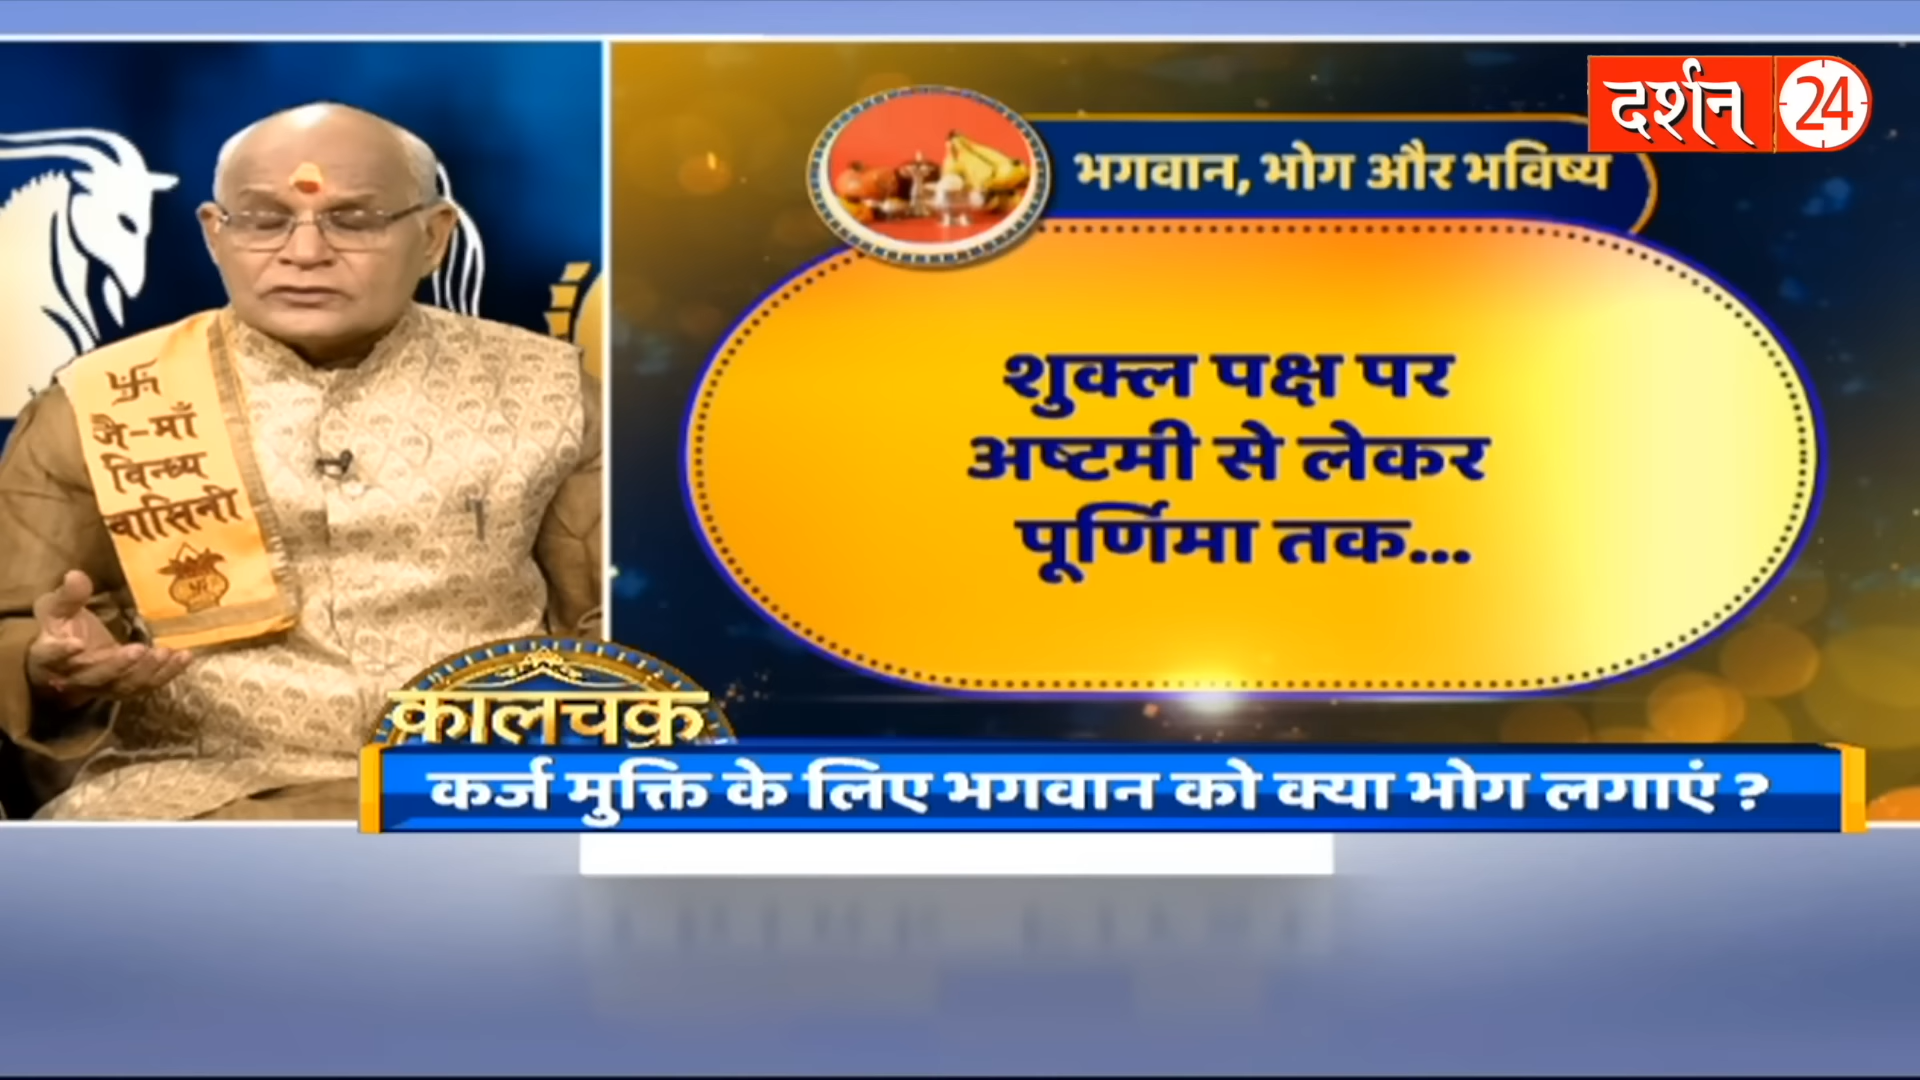 दर्शन 24
भगवान, भोग और भविष्य
शुक्ल पक्ष पर
अष्टमी से लेकर
पूर्णिमा तक...
जै-माँ
विन्ध्य
वासिनी
कालचक्र
कर्ज मुक्ति के लिए भगवान को क्या भोग लगाएं ?